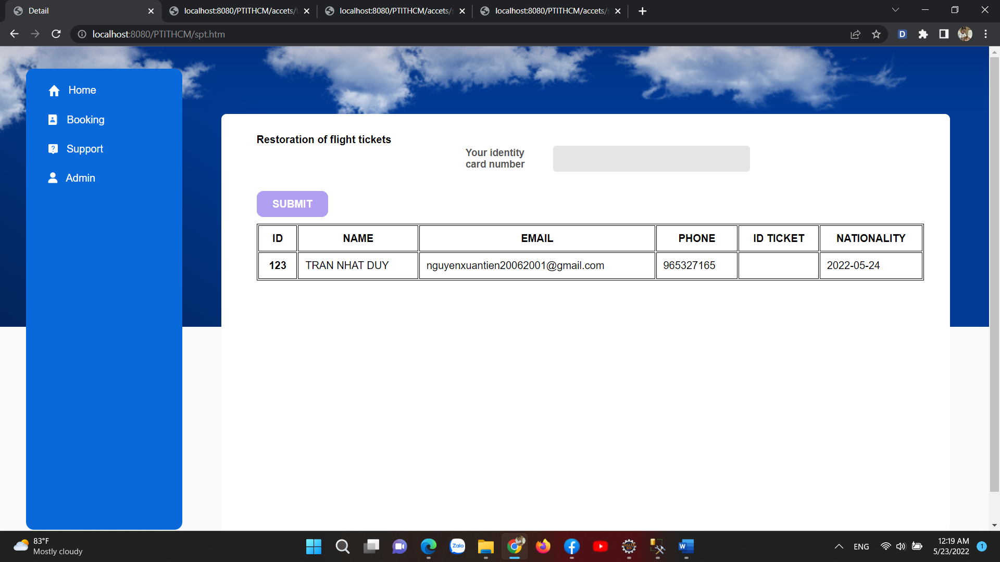 Detail
localhost:8080/PTITHCM/accets/
localhost:8080/PTITHCM/accets/
localhost:8080/PTITHCM/accets/
localhost:8080/PTITHCM/spt.htm
D
Home
Booking
Support
Admin
Restoration of flight tickets
Your identity
card number
SUBMIT
ID NAME EMAIL PHONE ID TICKET NATIONALITY
123 TRAN NHAT DUY nguyenxuantien20062001@gmail.com 965327165 2022-05-24
83°F
Mostly cloudy
Zalo
W
ENG
12:19 AM
5/23/2022
1